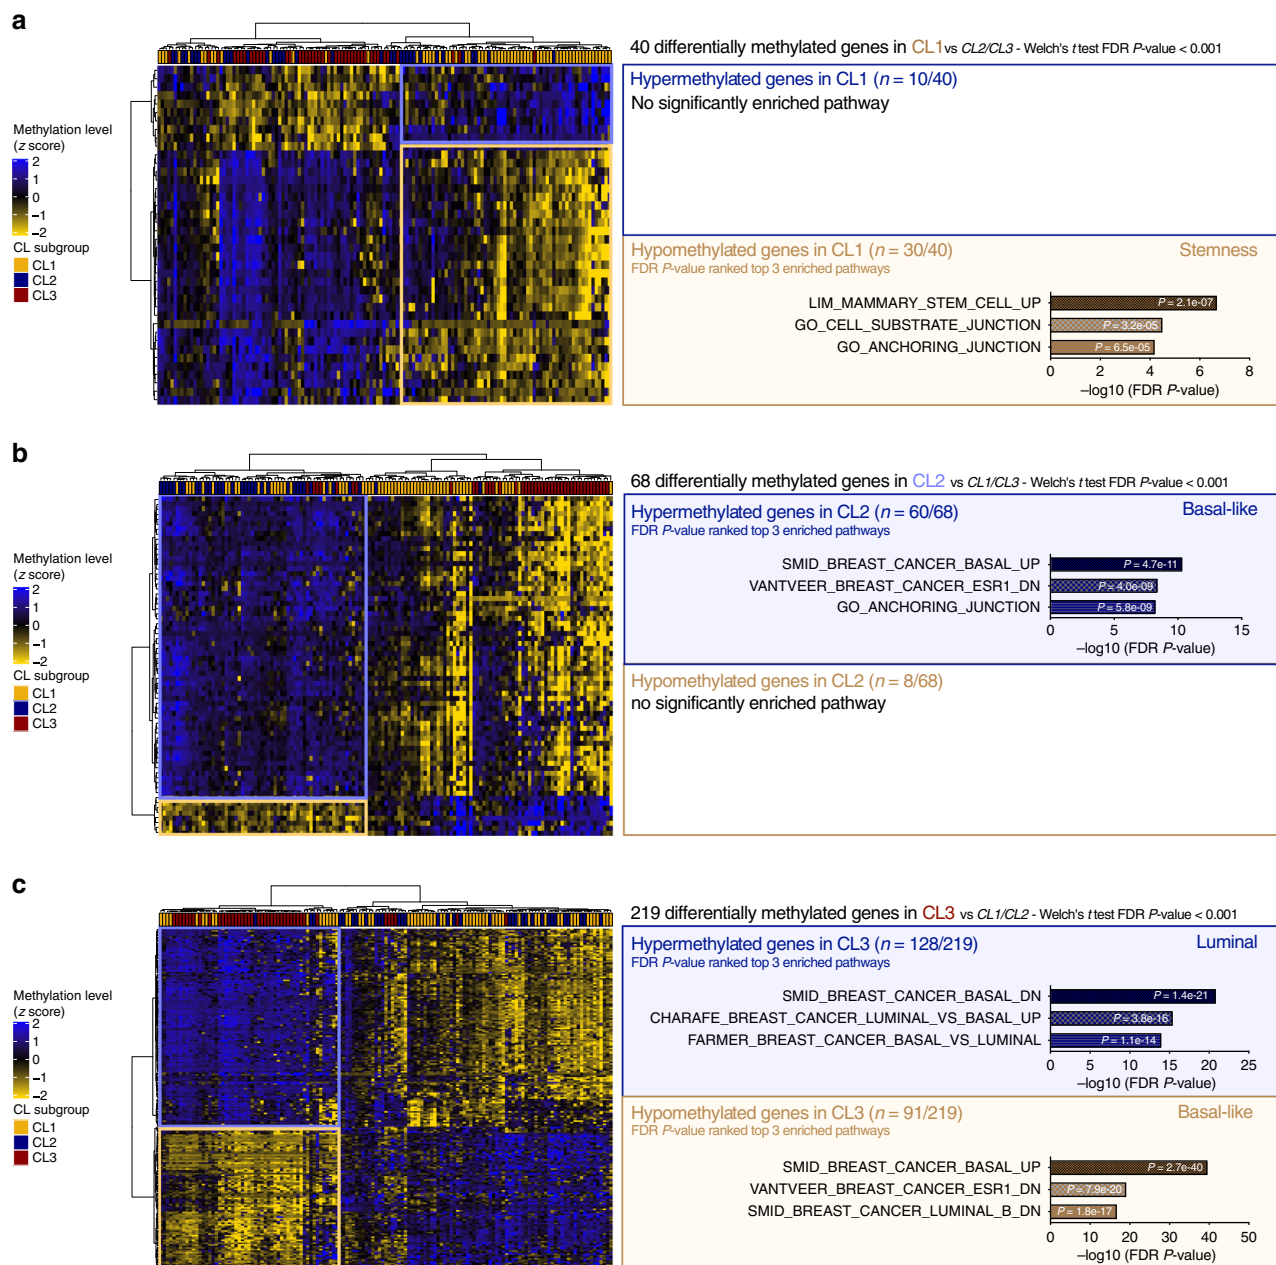 a
40 differentially methylated genes in CL1 vs CL2/CL3 - Welch's t test FDR P-value < 0.001
Methylation level
(z score)
2
1
0
−1
−2
CL subgroup
CL1
CL2
CL3
Hypermethylated genes in CL1 (n = 10/40)
No significantly enriched pathway
Hypomethylated genes in CL1 (n = 30/40)
Stemness
FDR P-value ranked top 3 enriched pathways
LIM_MAMMARY_STEM_CELL_UP
P = 2.1e-07
GO_CELL_SUBSTRATE_JUNCTION
P = 3.2e-05
GO_ANCHORING_JUNCTION
P = 6.5e-05
0 2 4 6 8
−log10 (FDR P-value)
b
68 differentially methylated genes in CL2 vs CL1/CL3 - Welch's t test FDR P-value < 0.001
Methylation level
(z score)
2
1
0
−1
−2
CL subgroup
CL1
CL2
CL3
Hypermethylated genes in CL2 (n = 60/68)
Basal-like
FDR P-value ranked top 3 enriched pathways
SMID_BREAST_CANCER_BASAL_UP
P = 4.7e-11
VANTVEER_BREAST_CANCER_ESR1_DN
P = 4.0e-09
GO_ANCHORING_JUNCTION
P = 5.8e-09
0 5 10 15
−log10 (FDR P-value)
Hypomethylated genes in CL2 (n = 8/68)
no significantly enriched pathway
c
219 differentially methylated genes in CL3 vs CL1/CL2 - Welch's t test FDR P-value < 0.001
Methylation level
(z score)
2
1
0
−1
−2
CL subgroup
CL1
CL2
CL3
Hypermethylated genes in CL3 (n = 128/219)
Luminal
FDR P-value ranked top 3 enriched pathways
SMID_BREAST_CANCER_BASAL_DN
P = 1.4e-21
CHARAFE_BREAST_CANCER_LUMINAL_VS_BASAL_UP
P = 3.8e-16
FARMER_BREAST_CANCER_BASAL_VS_LUMINAL
P = 1.1e-14
0 5 10 15 20 25
−log10 (FDR P-value)
Hypomethylated genes in CL3 (n = 91/219)
Basal-like
FDR P-value ranked top 3 enriched pathways
SMID_BREAST_CANCER_BASAL_UP
P = 2.7e-40
VANTVEER_BREAST_CANCER_ESR1_DN
P = 7.9e-20
SMID_BREAST_CANCER_LUMINAL_B_DN
P = 1.8e-17
0 10 20 30 40 50
−log10 (FDR P-value)